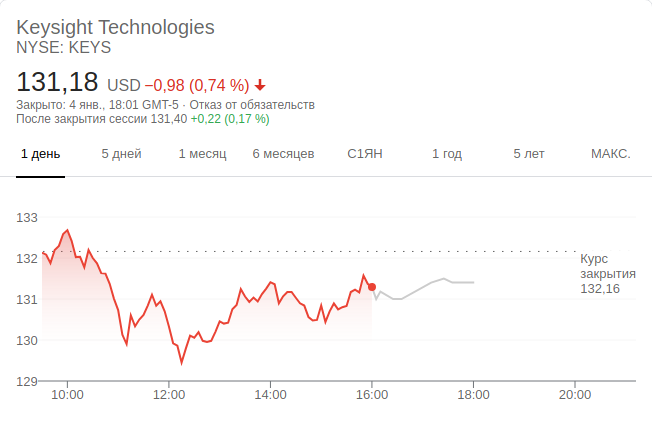 Keysight Technologies
NYSE: KEYS
131,18 USD −0,98 (0,74 %)
Закрыто: 4 янв., 18:01 GMT-5 · Отказ от обязательств
После закрытия сессии 131,40 +0,22 (0,17 %)
1 день 5 дней 1 месяц 6 месяцев С1ЯН 1 год 5 лет МАКС.
133
132
131
130
129
Курс
закрытия
132,16
10:00 12:00 14:00 16:00 18:00 20:00